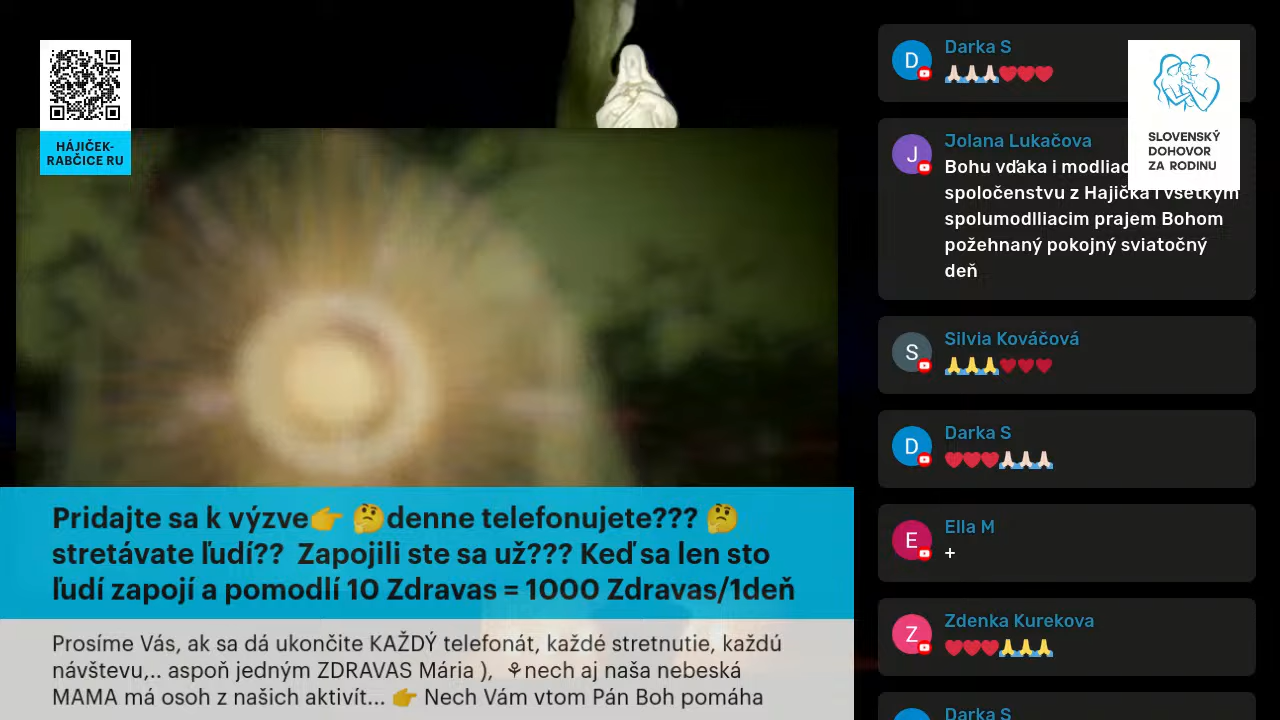 HÁJIČEK-
RABČICE RU
Pridajte sa k výzve👉 🤔denne telefonujete??? 🤔
stretávate ľudí??  Zapojili ste sa už??? Keď sa len sto
ľudí zapojí a pomodlí 10 Zdravas = 1000 Zdravas/1deň
Prosíme Vás, ak sa dá ukončite KAŽDÝ telefonát, každé stretnutie, každú
návštevu,.. aspoň jedným ZDRAVAS Mária ),  ⚘nech aj naša nebeská
MAMA má osoh z našich aktivít... 👉 Nech Vám vtom Pán Boh pomáha
D
Darka S
🙏🏻🙏🏻🙏🏻❤️❤️❤️
SLOVENSKÝ
DOHOVOR
ZA RODINU
J
Jolana Lukačova
Bohu vďaka i modliac
spoločenstvu z Hajička i všetkým
spolumodlliacim prajem Bohom
požehnaný pokojný sviatočný
deň
S
Silvia Kováčová
🙏🙏🙏♥️♥️♥️
D
Darka S
❤️❤️❤️🙏🏻🙏🏻🙏🏻
E
Ella M
+
Z
Zdenka Kurekova
❤️❤️❤️🙏🙏🙏
Darka S